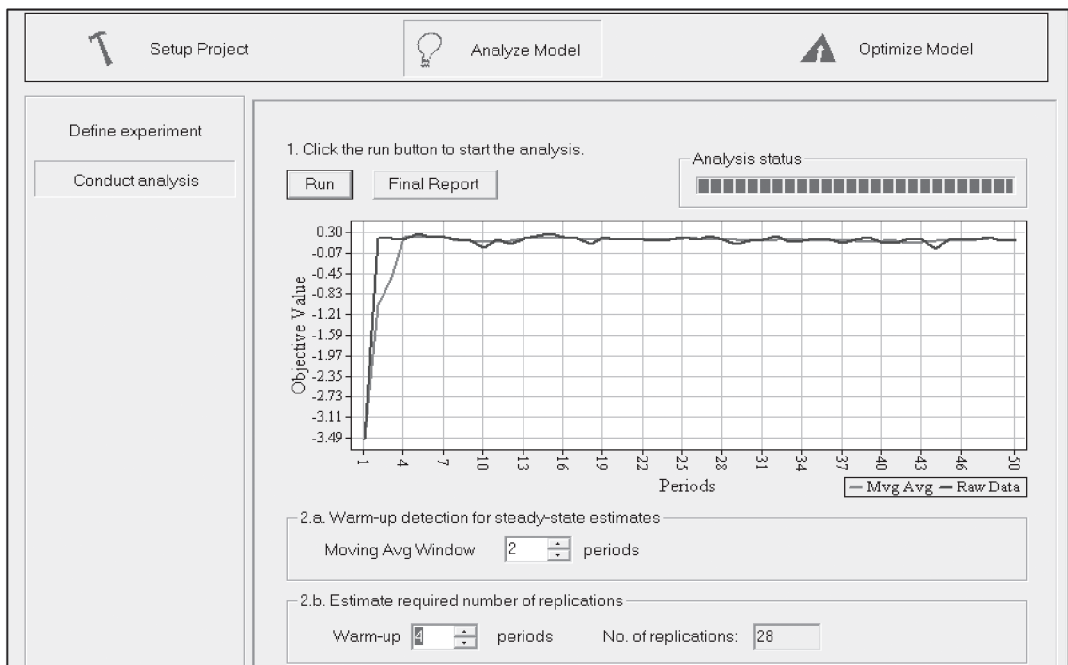 Setup Project
Analyze Model
Optimize Model
Define experiment
Conduct analysis
1. Click the run button to start the analysis.
Run
Final Report
Analysis status
Objective Value
0.30
-0.07
-0.45
-0.83
-1.21
-1.59
-1.97
-2.35
-2.73
-3.11
-3.49
1 4 7 10 13 16 19 22 25 28 31 34 37 40 43 46 50
Periods
Mvg Avg Raw Data
2.a. Warm-up detection for steady-state estimates
Moving Avg Window 2 periods
2.b. Estimate required number of replications
Warm-up 4 periods No. of replications: 28